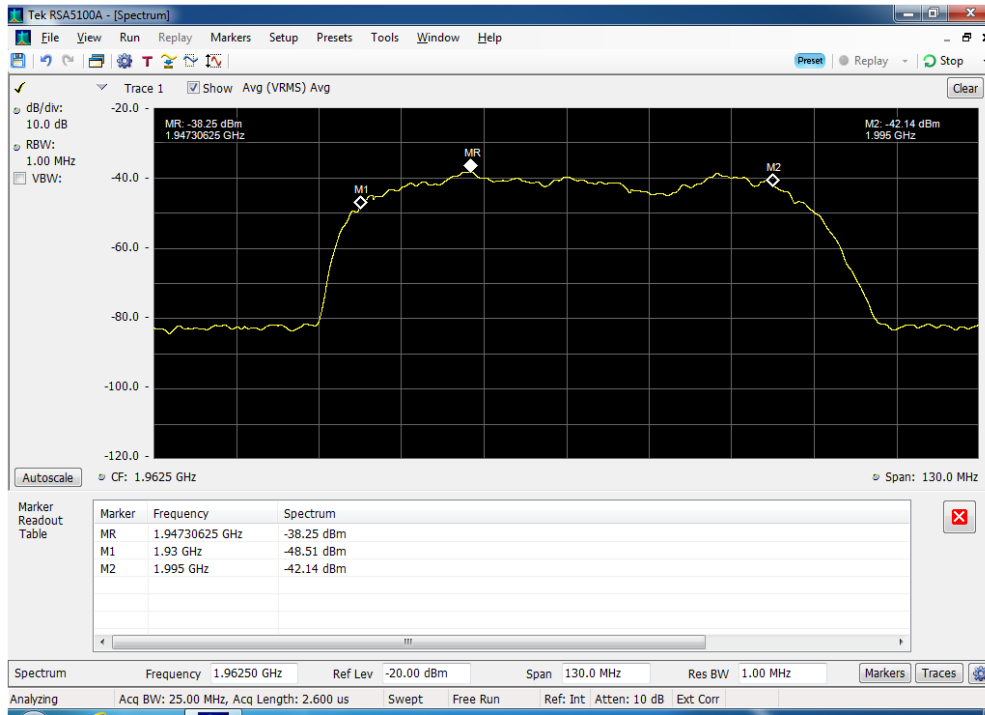 Tek RSA5100A - [Spectrum]
File View Run Replay Markers Setup Presets Tools Window Help
T Preset Replay Stop
Trace 1 Show Avg (VRMS) Avg Clear
dB/div:
10.0 dB
RBW:
1.00 MHz
VBW:
-20.0 -
-40.0 -
-60.0 -
-80.0 -
-100.0 -
-120.0 -
MR: -38.25 dBm
1.94730625 GHz
M2: -42.14 dBm
1.995 GHz
MR
M1
M2
Autoscale CF: 1.9625 GHz Span: 130.0 MHz
Marker
Readout
Table
Marker Frequency Spectrum
MR 1.94730625 GHz -38.25 dBm
M1 1.93 GHz -48.51 dBm
M2 1.995 GHz -42.14 dBm
Spectrum Frequency 1.96250 GHz Ref Lev -20.00 dBm Span 130.0 MHz Res BW 1.00 MHz Markers Traces
Analyzing Acq BW: 25.00 MHz, Acq Length: 2.600 us Swept Free Run Ref: Int Atten: 10 dB Ext Corr